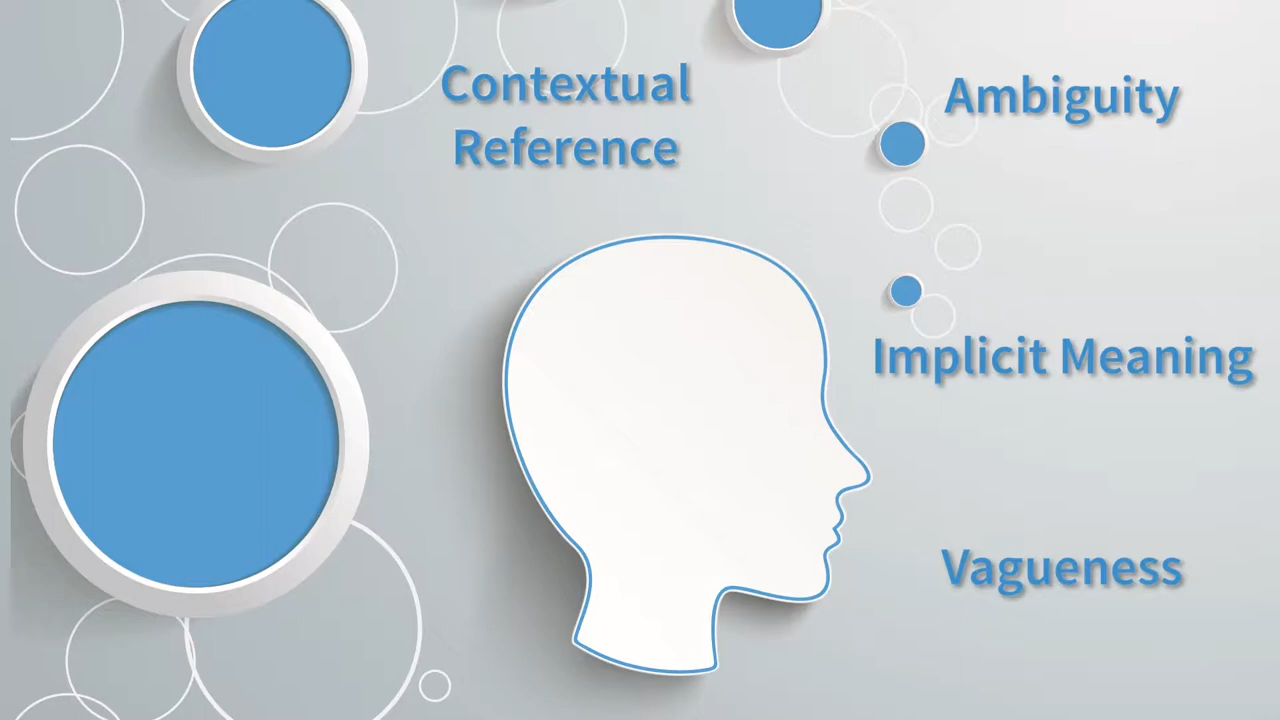 Contextual
Reference
Ambiguity
Implicit Meaning
Vagueness